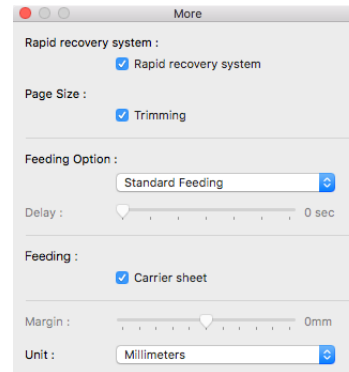 More
Rapid recovery system :
Rapid recovery system
Page Size :
Trimming
Feeding Option :
Standard Feeding
Delay : 0 sec
Feeding :
Carrier sheet
Margin : 0mm
Unit : Millimeters